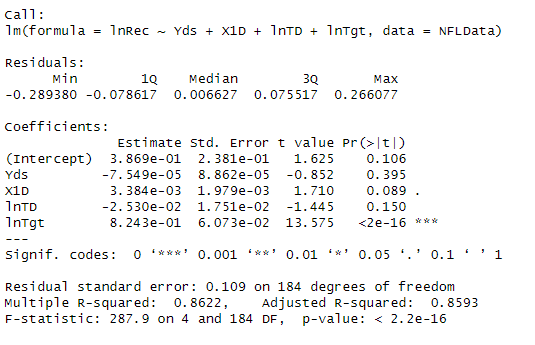 Call:
lm(formula = lnRec ~ Yds + X1D + lnTD + lnTgt, data = NFLData)
Residuals:
Min 1Q Median 3Q Max
-0.289380 -0.078617 0.006627 0.075517 0.266077
Coefficients:
Estimate Std. Error t value Pr(>|t|)
(Intercept) 3.869e-01 2.381e-01 1.625 0.106
Yds -7.549e-05 8.862e-05 -0.852 0.395
X1D 3.384e-03 1.979e-03 1.710 0.089 .
lnTD -2.530e-02 1.751e-02 -1.445 0.150
lnTgt 8.243e-01 6.073e-02 13.575 <2e-16 ***
---
Signif. codes: 0 ‘***’ 0.001 ‘**’ 0.01 ‘*’ 0.05 ‘.’ 0.1 ‘ ’ 1
Residual standard error: 0.109 on 184 degrees of freedom
Multiple R-squared: 0.8622, Adjusted R-squared: 0.8593
F-statistic: 287.9 on 4 and 184 DF, p-value: < 2.2e-16